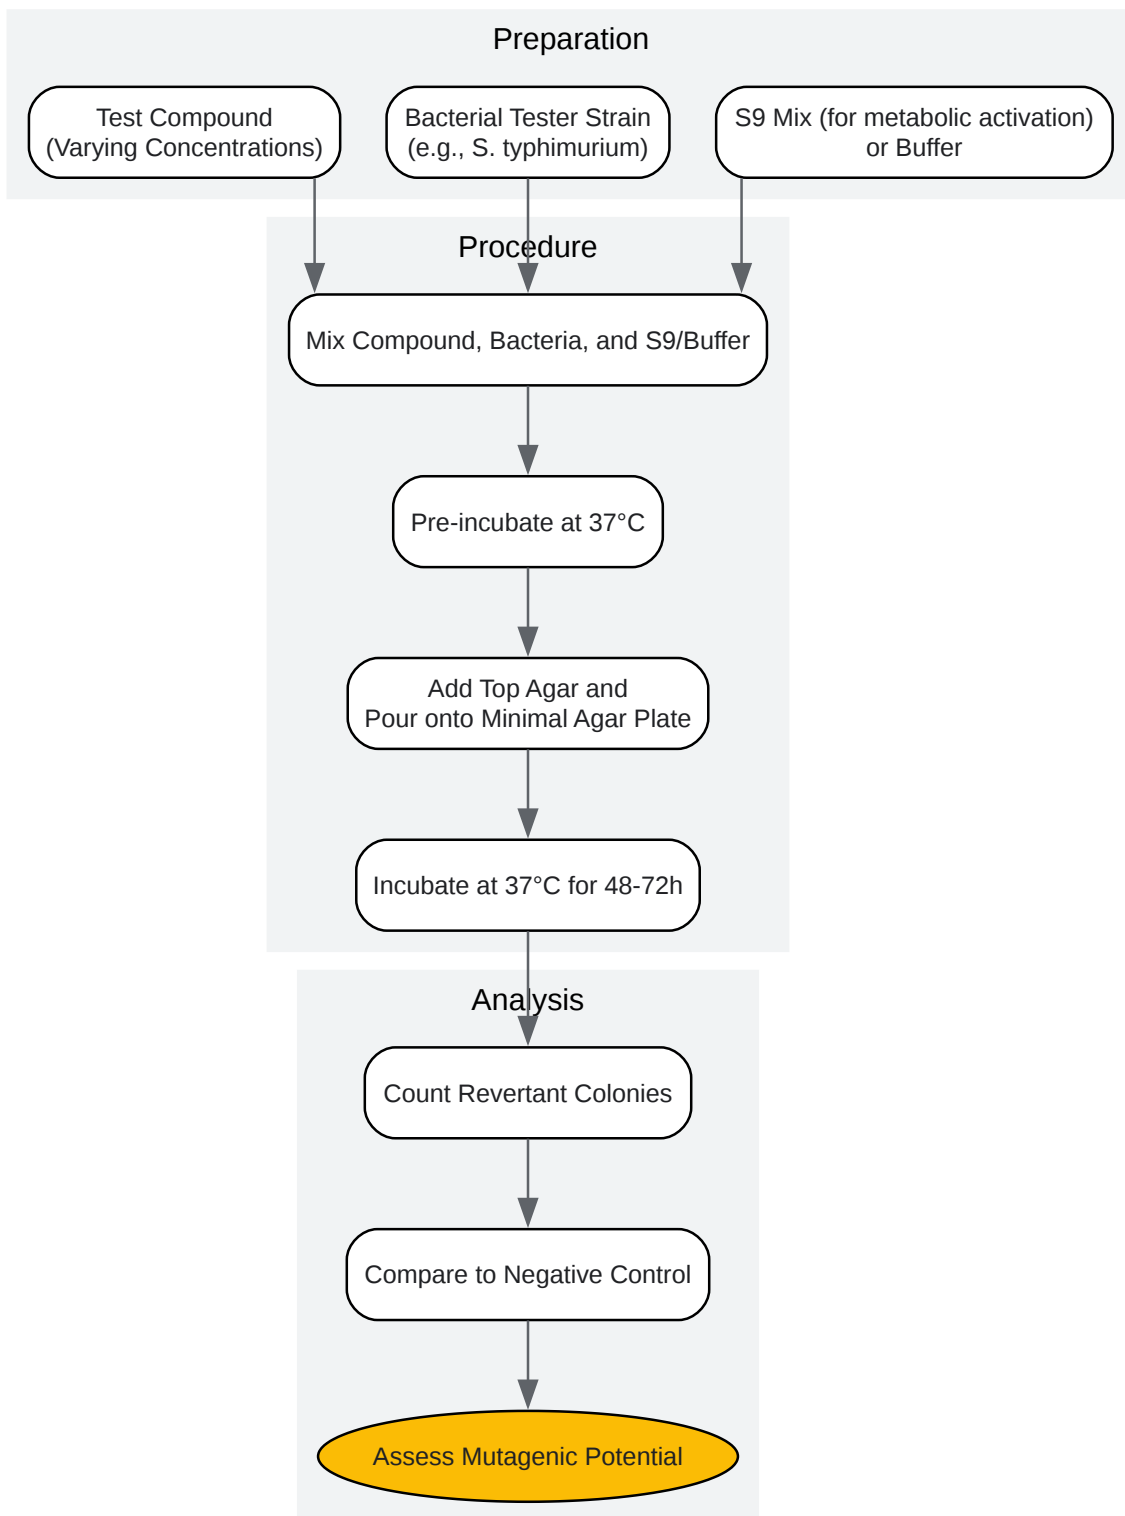 Preparation
Test Compound
(Varying Concentrations)
Bacterial Tester Strain
(e.g., S. typhimurium)
S9 Mix (for metabolic activation)
or Buffer
Procedure
Mix Compound, Bacteria, and S9/Buffer
Pre-incubate at 37°C
Add Top Agar and
Pour onto Minimal Agar Plate
Incubate at 37°C for 48-72h
Analysis
Count Revertant Colonies
Compare to Negative Control
Assess Mutagenic Potential